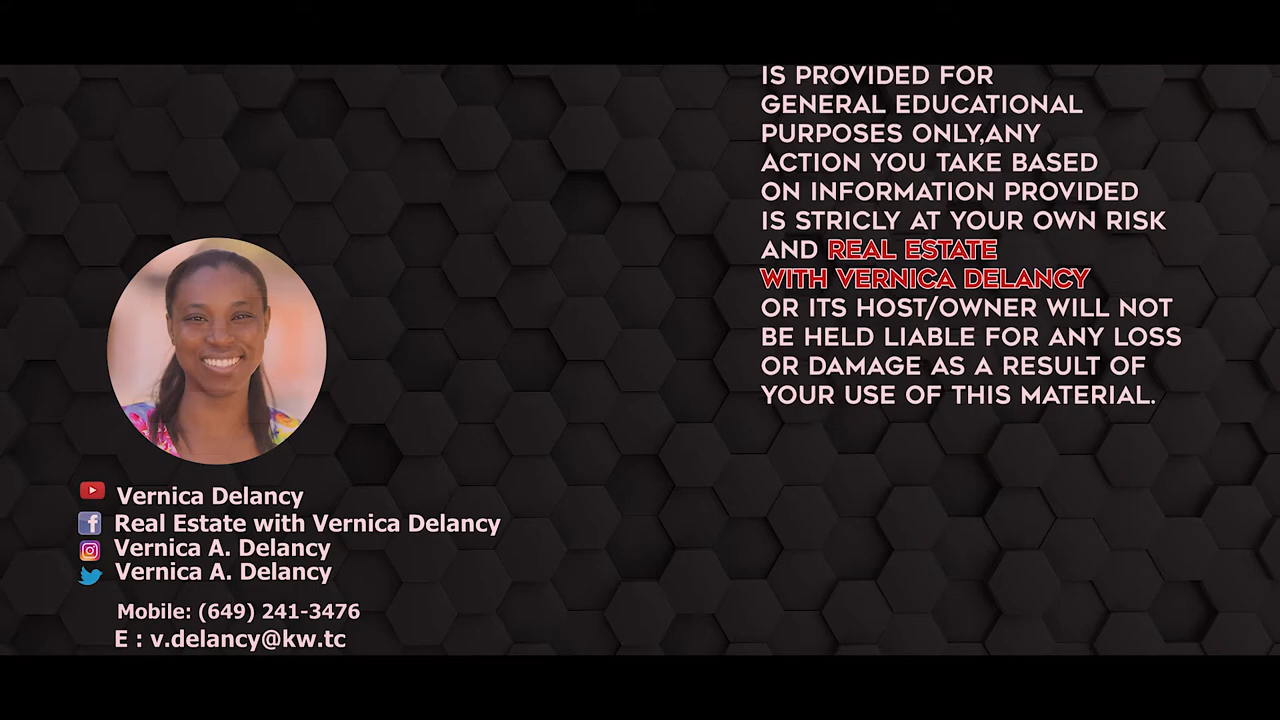 IS PROVIDED FOR
GENERAL EDUCATIONAL
PURPOSES ONLY,ANY
ACTION YOU TAKE BASED
ON INFORMATION PROVIDED
IS STRICLY AT YOUR OWN RISK
AND REAL ESTATE
WITH VERNICA DELANCY
OR ITS HOST/OWNER WILL NOT
BE HELD LIABLE FOR ANY LOSS
OR DAMAGE AS A RESULT OF
YOUR USE OF THIS MATERIAL.
Vernica Delancy
Real Estate with Vernica Delancy
Vernica A. Delancy
Vernica A. Delancy
Mobile: (649) 241-3476
E : v.delancy@kw.tc